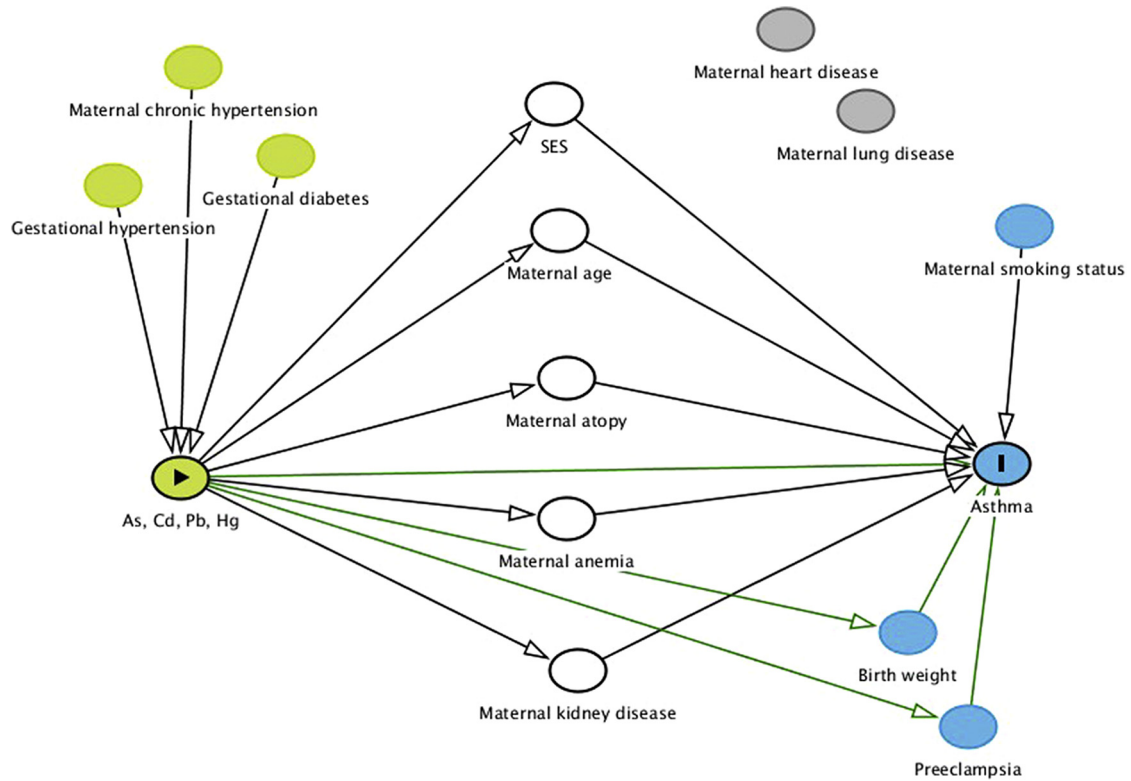 Maternal heart disease
Maternal chronic hypertension
SES
Maternal lung disease
Gestational diabetes
Gestational hypertension
Maternal age
Maternal smoking status
Maternal atopy
As, Cd, Pb, Hg
Asthma
Maternal anemia
Birth weight
Maternal kidney disease
Preeclampsia